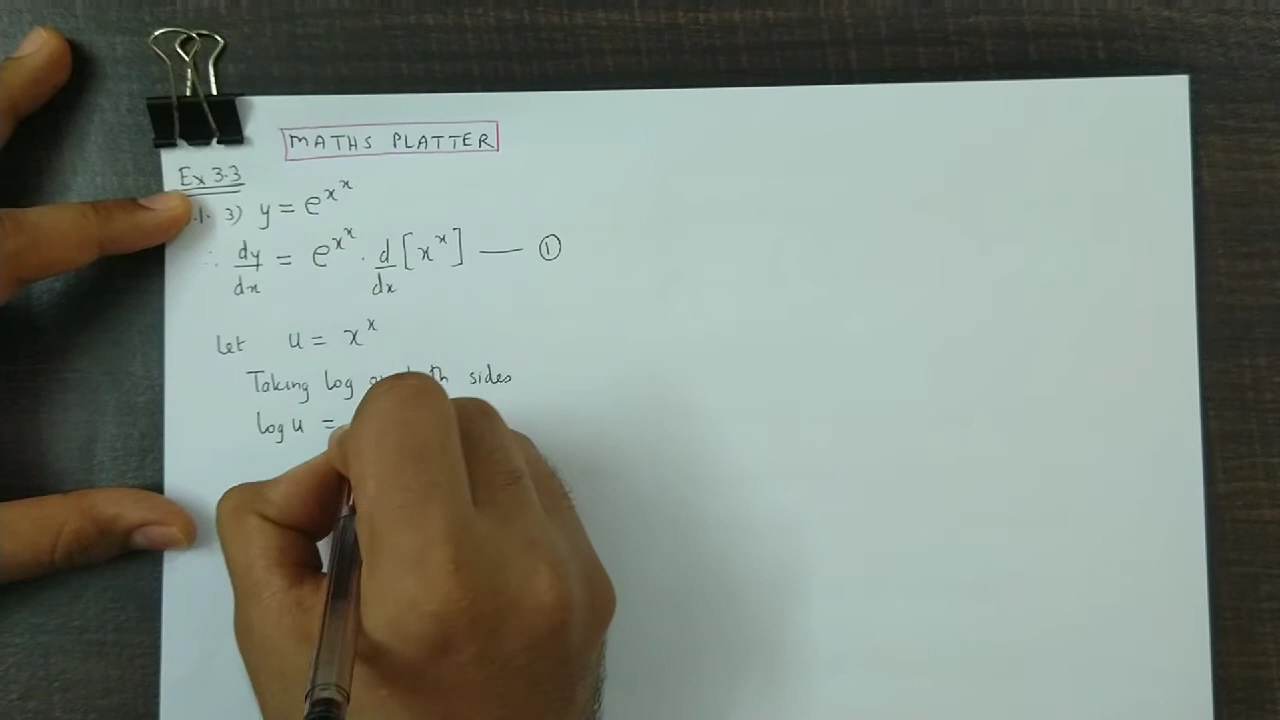 MATHS PLATTER
Ex 3.3
3) y = e^x^x
∴ dy/dx = e^x^x · d/dx [x^x] — ①
let u = x^x
Taking log sides
log u =